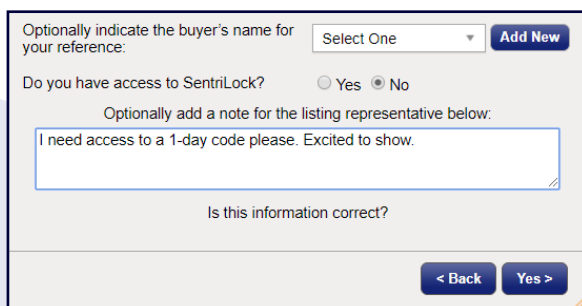 Optionally indicate the buyer's name for
your reference:
Select One
Add New
Do you have access to SentriLock?
Yes
No
Optionally add a note for the listing representative below:
I need access to a 1-day code please. Excited to show.
Is this information correct?
< Back
Yes >